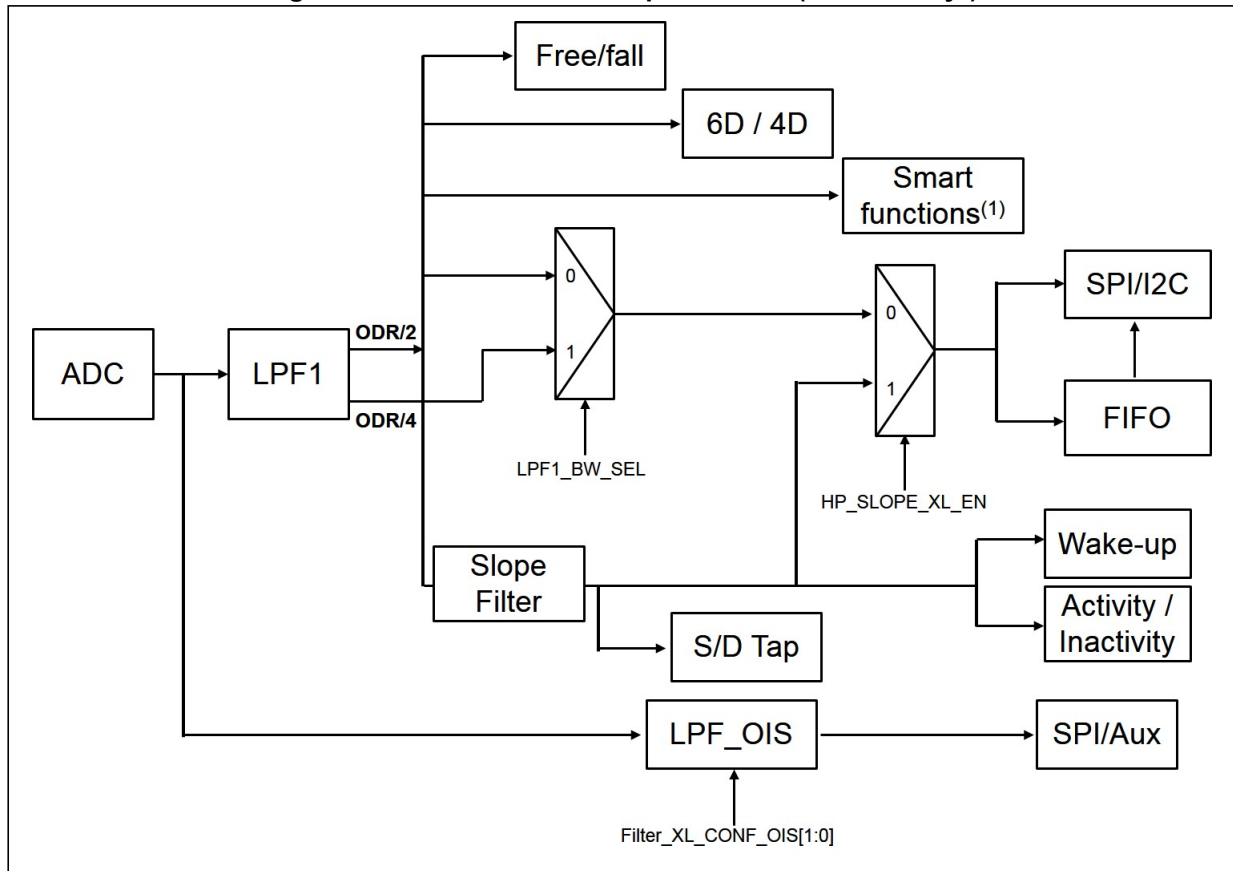 Free/fall
6D / 4D
Smart
functions(1)
0
1
LPF1_BW_SEL
0
1
HP_SLOPE_XL_EN
SPI/I2C
FIFO
ADC
LPF1
ODR/2
ODR/4
Slope
Filter
S/D Tap
Wake-up
Activity /
Inactivity
LPF_OIS
SPI/Aux
Filter_XL_CONF_OIS[1:0]